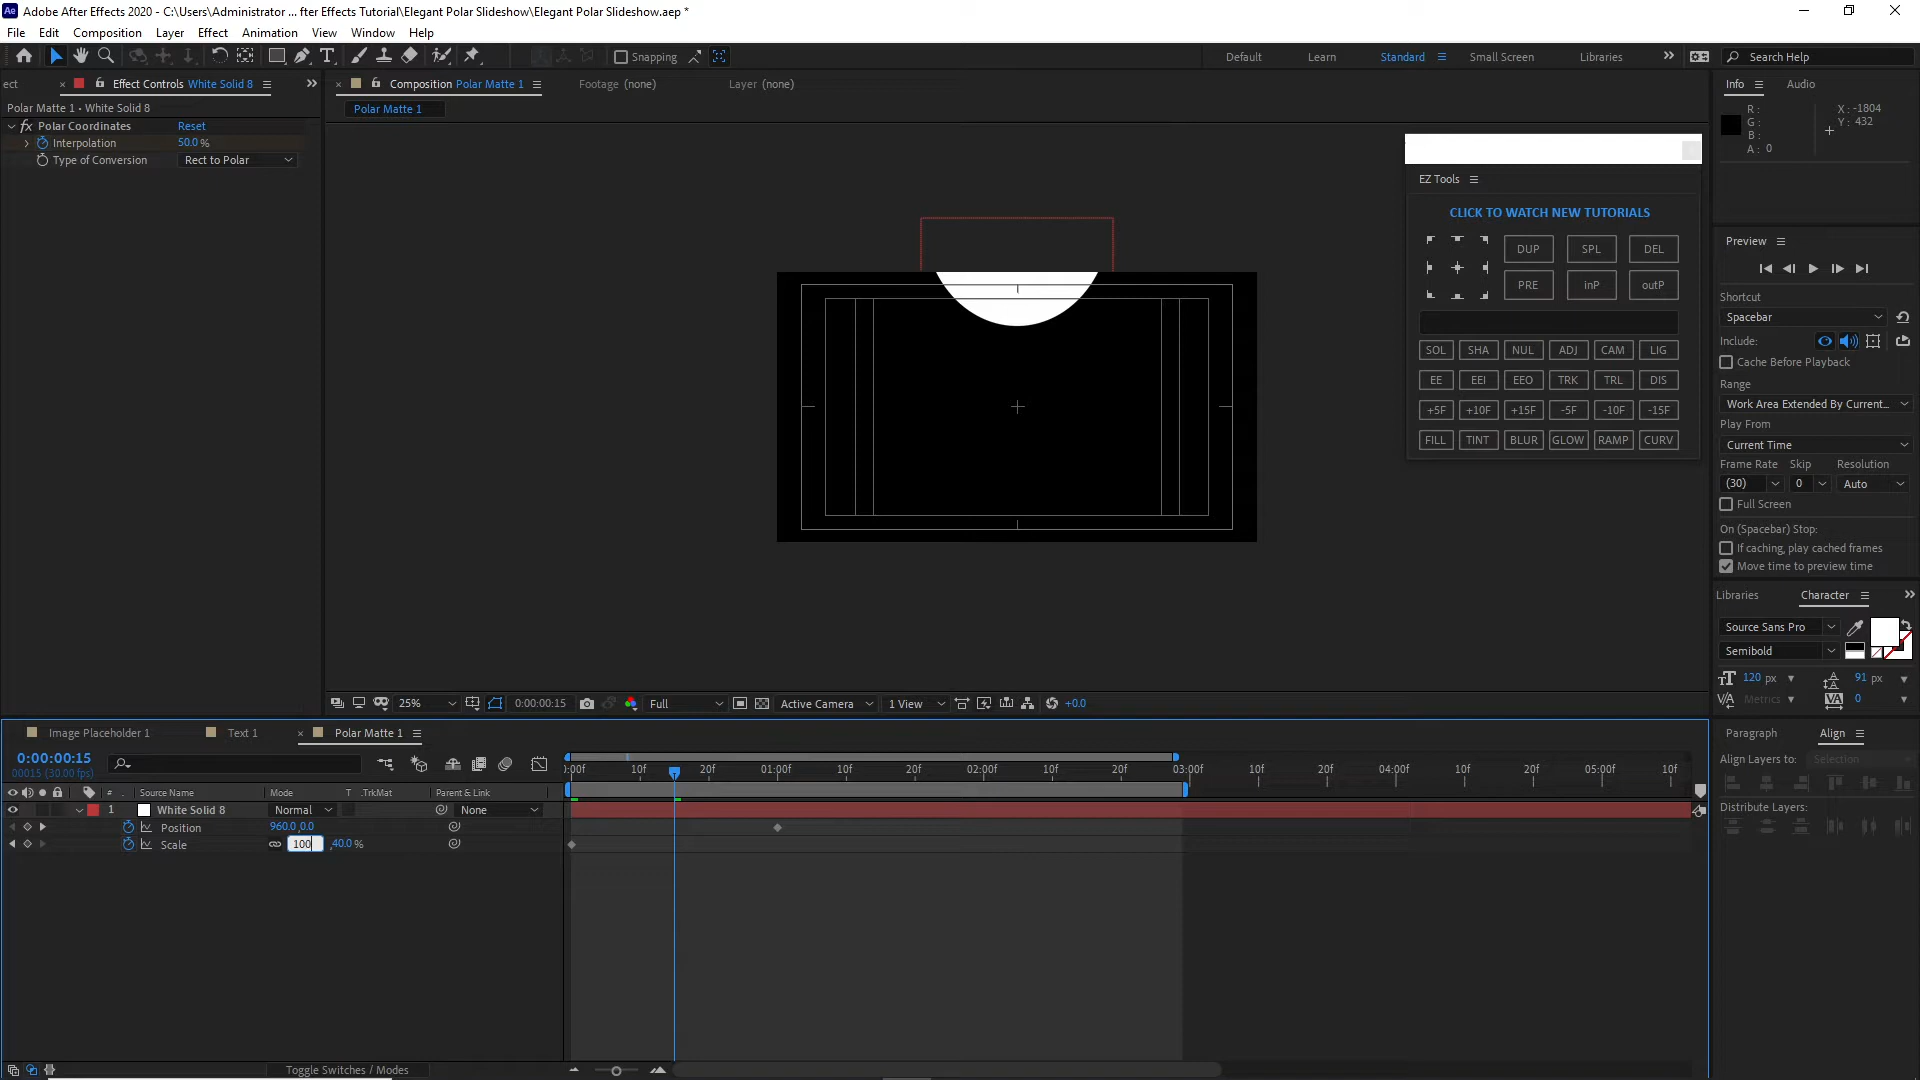 Ae Adobe After Effects 2020 - C:\Users\Administrator ... fter Effects Tutorial\Elegant Polar Slideshow\Elegant Polar Slideshow.aep *
File Edit Composition Layer Effect Animation View Window Help
Snapping
Default Learn Standard Small Screen Libraries
Search Help
ect Effect Controls White Solid 8
Polar Matte 1 • White Solid 8
fx Polar Coordinates Reset
Interpolation 50.0 %
Type of Conversion Rect to Polar
Composition Polar Matte 1 Footage (none) Layer (none)
Polar Matte 1
EZ Tools
CLICK TO WATCH NEW TUTORIALS
DUP SPL DEL
PRE inP outP
SOL SHA NUL ADJ CAM LIG
EE EEI EEO TRK TRL DIS
+5F +10F +15F -5F -10F -15F
FILL TINT BLUR GLOW RAMP CURV
25% 0:00:00:15 Full Active Camera 1 View +0.0
Info Audio
R : X : -1804
G : Y : 432
B :
A : 0
Preview
Shortcut
Spacebar
Include:
Cache Before Playback
Range
Work Area Extended By Current...
Play From
Current Time
Frame Rate Skip Resolution
(30) 0 Auto
Full Screen
On (Spacebar) Stop:
If caching, play cached frames
Move time to preview time
Libraries Character
Source Sans Pro
Semibold
120 px 91 px
Metrics 0
Paragraph Align
Align Layers to: Selection
Distribute Layers:
Image Placeholder 1 Text 1 Polar Matte 1
0:00:00:15
00015 (30.00 fps)
:00f 10f 20f 01:00f 10f 20f 02:00f 10f 20f 03:00f 10f 20f 04:00f 10f 20f 05:00f 10f
# Source Name Mode T .TrkMat Parent & Link
1 White Solid 8 Normal None
Position 960.0,0.0
Scale 100 ,40.0 %
Toggle Switches / Modes